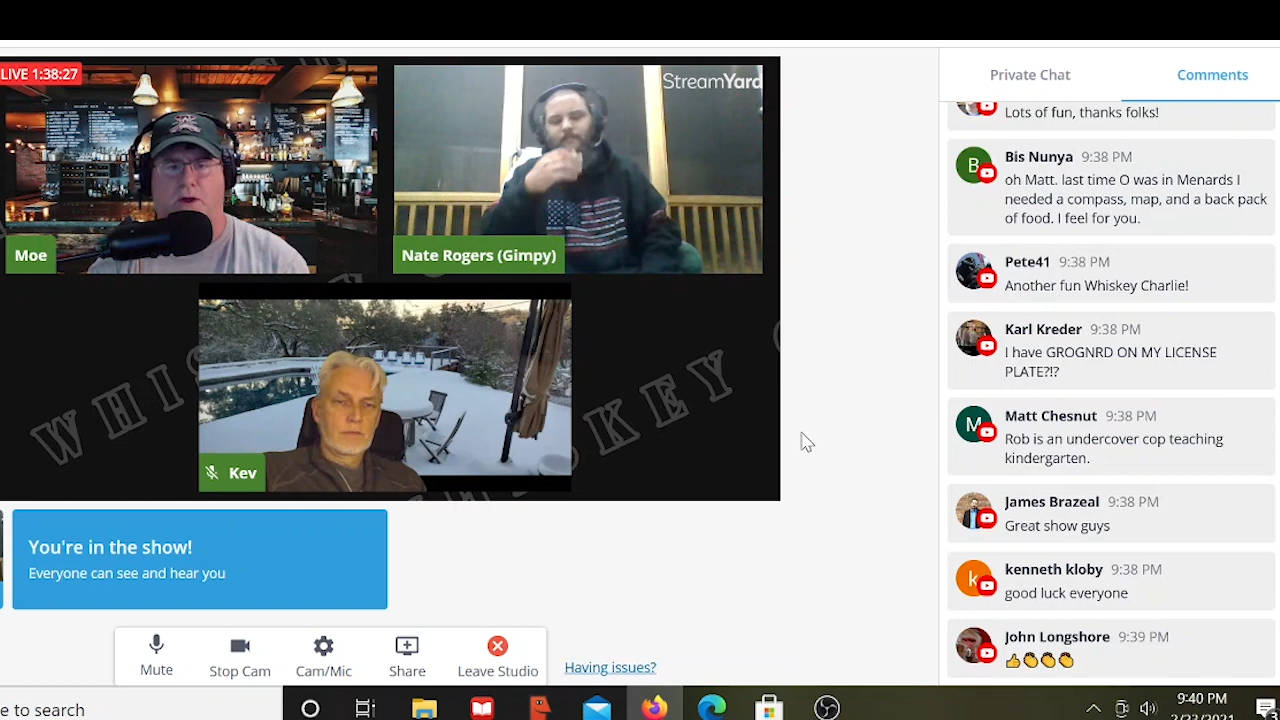 LIVE 1:38:27
StreamYard
Moe
Nate Rogers (Gimpy)
Kev
WHIS
KEY
You're in the show!
Everyone can see and hear you
Mute
Stop Cam
Cam/Mic
Share
Leave Studio
Having issues?
Private Chat
Comments
Lots of fun, thanks folks!
Bis Nunya 9:38 PM
oh Matt. last time O was in Menards I
needed a compass, map, and a back pack
of food. I feel for you.
Pete41 9:38 PM
Another fun Whiskey Charlie!
Karl Kreder 9:38 PM
I have GROGNRD ON MY LICENSE
PLATE?!?
Matt Chesnut 9:38 PM
Rob is an undercover cop teaching
kindergarten.
James Brazeal 9:38 PM
Great show guys
kenneth kloby 9:38 PM
good luck everyone
John Longshore 9:39 PM
👍👏👏👏
B
M
k
e to search
9:40 PM